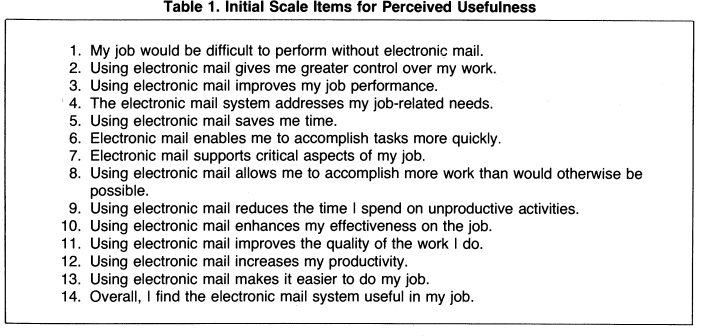 Table 1. Initial Scale Items for Perceived Usefulness
1. My job would be difficult to perform without electronic mail.
2. Using electronic mail gives me greater control over my work.
3. Using electronic mail improves my job performance.
4. The electronic mail system addresses my job-related needs.
5. Using electronic mail saves me time.
6. Electronic mail enables me to accomplish tasks more quickly.
7. Electronic mail supports critical aspects of my job.
8. Using electronic mail allows me to accomplish more work than would otherwise be
possible.
9. Using electronic mail reduces the time I spend on unproductive activities.
10. Using electronic mail enhances my effectiveness on the job.
11. Using electronic mail improves the quality of the work I do.
12. Using electronic mail increases my productivity.
13. Using electronic mail makes it easier to do my job.
14. Overall, I find the electronic mail system useful in my job.